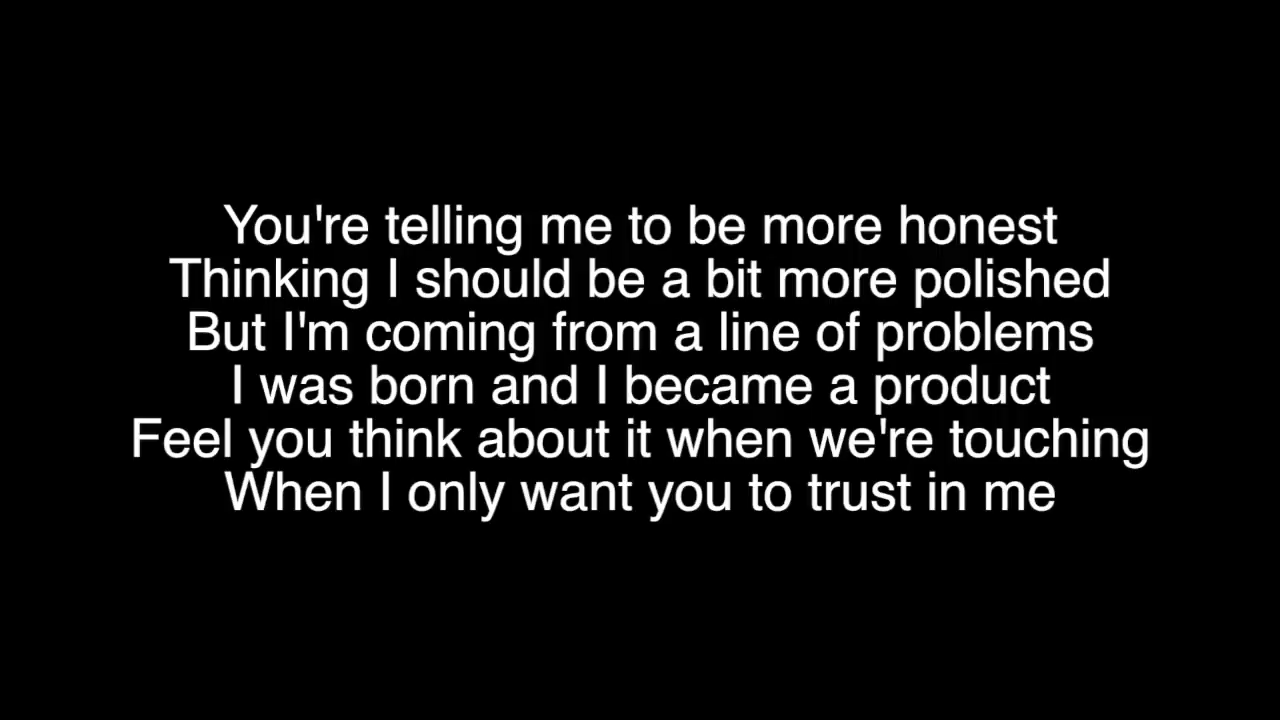 You're telling me to be more honest
Thinking I should be a bit more polished
But I'm coming from a line of problems
I was born and I became a product
Feel you think about it when we're touching
When I only want you to trust in me